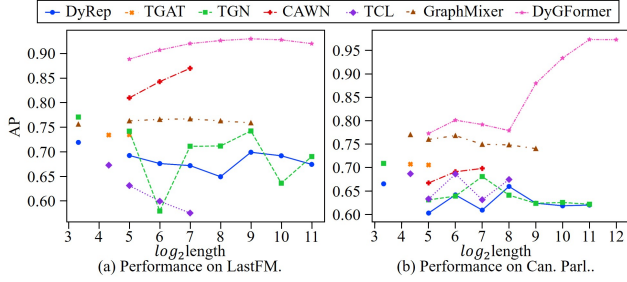 DyRep TGAT TGN CAWN TCL GraphMixer DyGFormer
AP
0.90
0.85
0.80
0.75
0.70
0.65
0.60
3 4 5 6 7 8 9 10 11
log2length
(a) Performance on LastFM.
0.95
0.90
0.85
0.80
0.75
0.70
0.65
0.60
3 4 5 6 7 8 9 10 11 12
log2length
(b) Performance on Can. Parl..